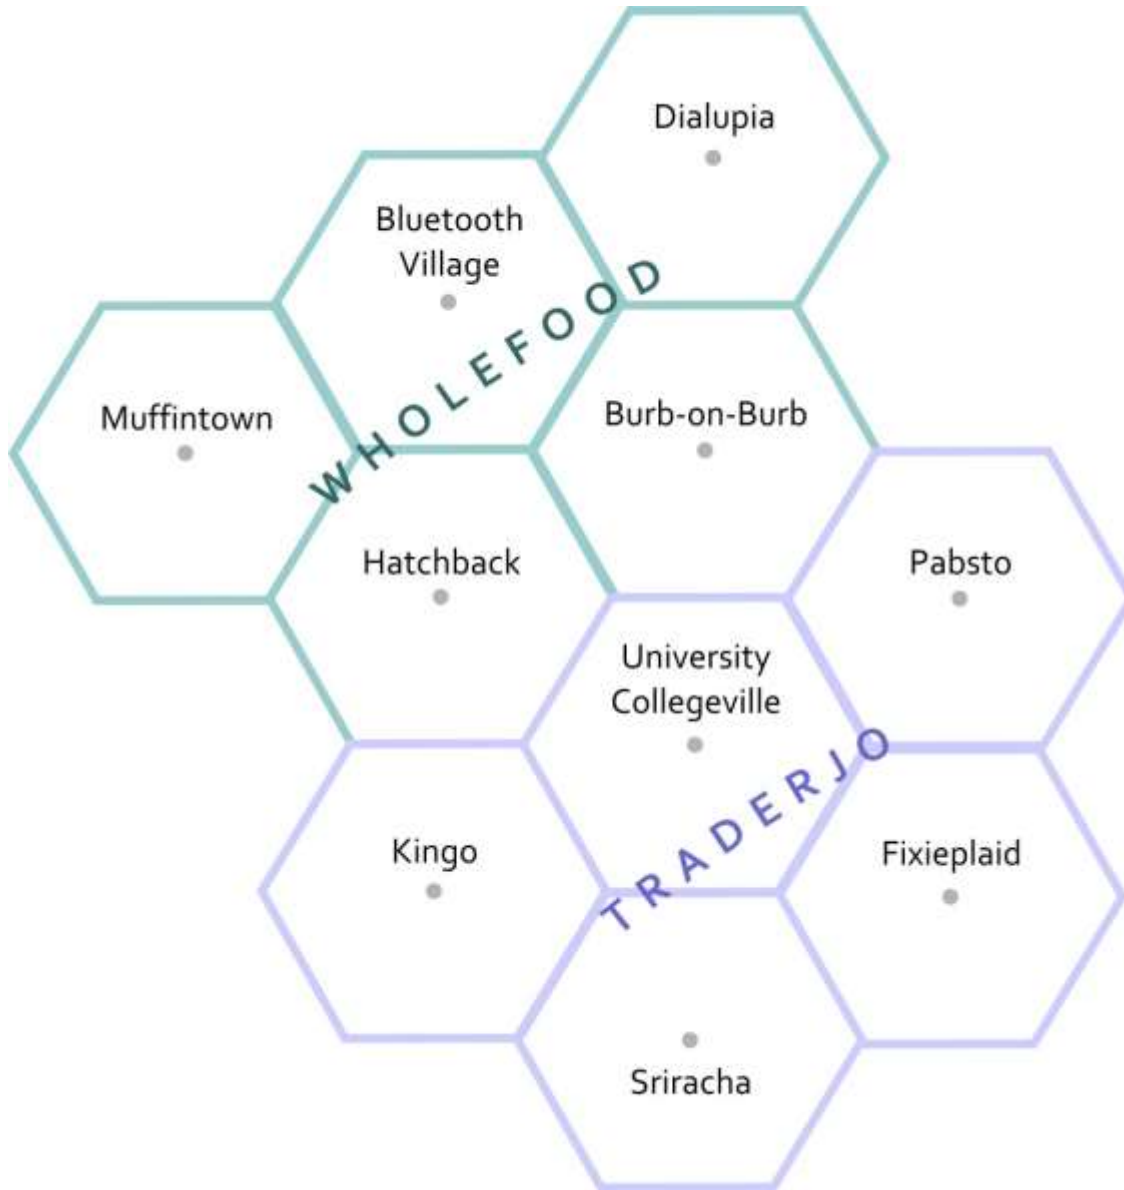 Dialupia
Bluetooth
Village
WHOLEFOOD
Muffintown
Burb-on-Burb
Hatchback
Pabsto
University
Collegeville
TRADERJO
Kingo
Fixieplaid
Sriracha